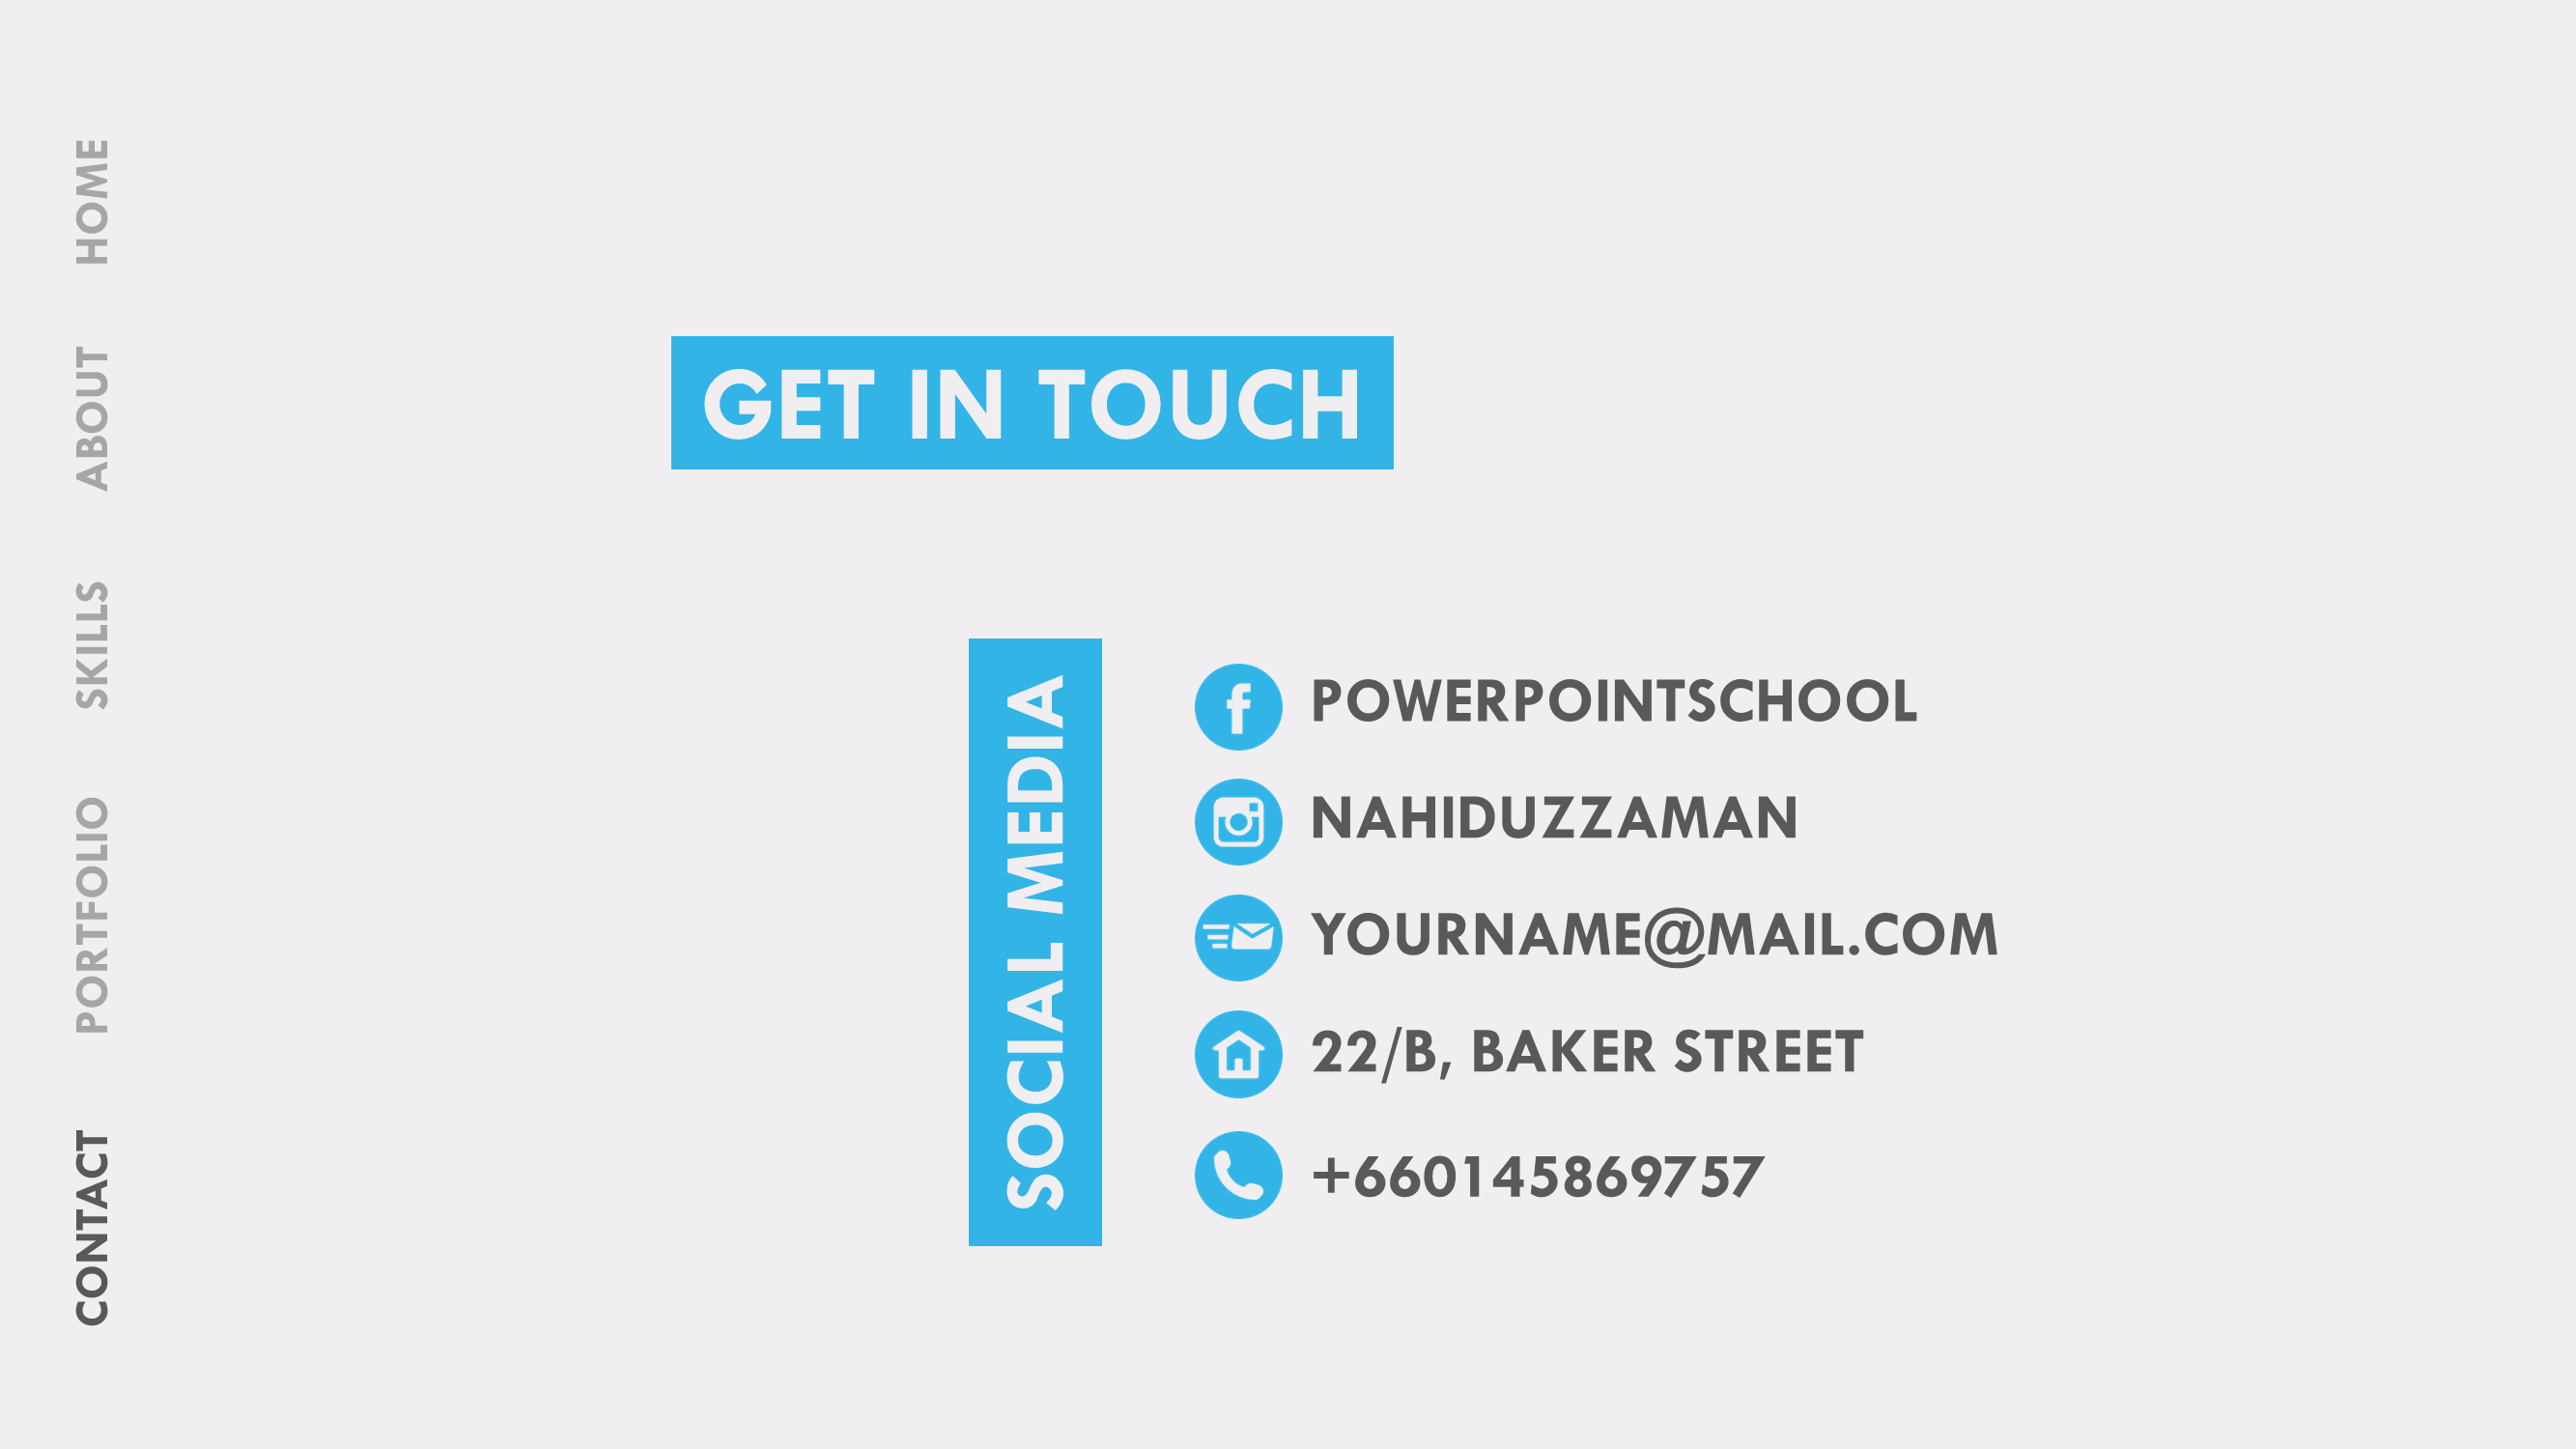 HOME
ABOUT
SKILLS
PORTFOLIO
CONTACT
GET IN TOUCH
SOCIAL MEDIA
POWERPOINTSCHOOL
NAHIDUZZAMAN
YOURNAME@MAIL.COM
22/B, BAKER STREET
+660145869757